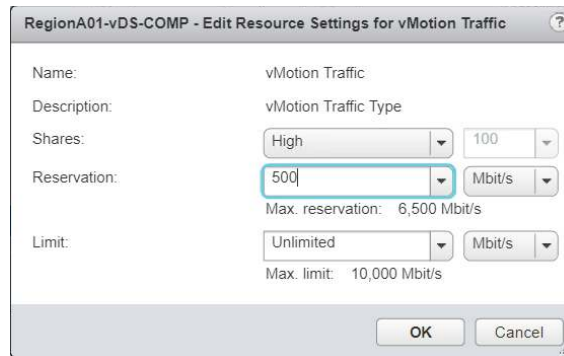 RegionA01-vDS-COMP - Edit Resource Settings for vMotion Traffic ?
Name: vMotion Traffic
Description: vMotion Traffic Type
Shares: High 100
Reservation: 500 Mbit/s
Max. reservation: 6,500 Mbit/s
Limit: Unlimited Mbit/s
Max. limit: 10,000 Mbit/s
OK Cancel